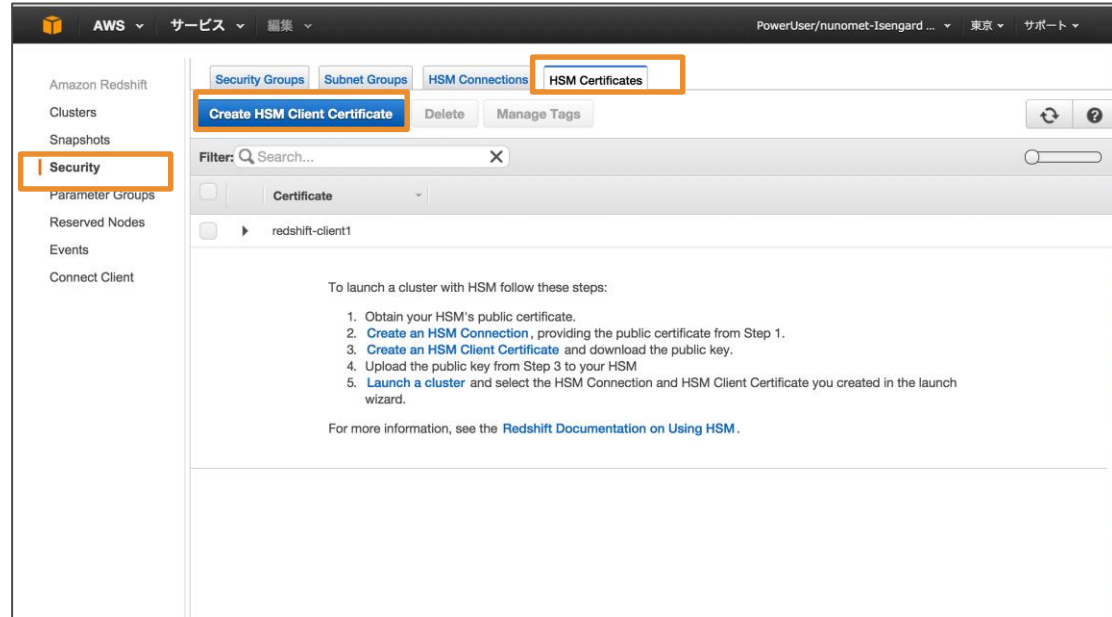 AWS サービス 編集 PowerUser/nunomet-Isengard ... 東京 サポート
Amazon Redshift
Clusters
Snapshots
Security
Parameter Groups
Reserved Nodes
Events
Connect Client
Security Groups Subnet Groups HSM Connections HSM Certificates
Create HSM Client Certificate Delete Manage Tags
Filter: Search...
Certificate
redshift-client1
To launch a cluster with HSM follow these steps:
1. Obtain your HSM's public certificate.
2. Create an HSM Connection, providing the public certificate from Step 1.
3. Create an HSM Client Certificate and download the public key.
4. Upload the public key from Step 3 to your HSM
5. Launch a cluster and select the HSM Connection and HSM Client Certificate you created in the launch
wizard.
For more information, see the Redshift Documentation on Using HSM.